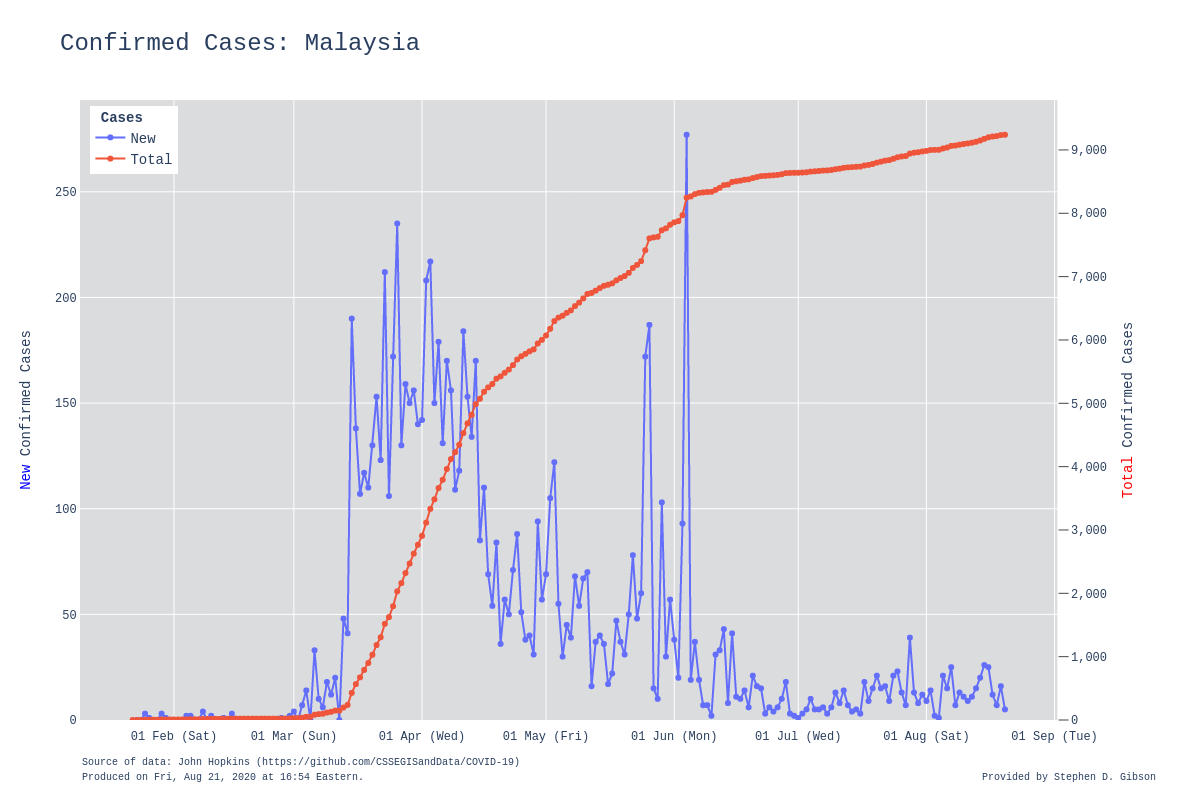 Confirmed Cases: Malaysia
Cases
New
Total
250
200
150
100
50
0
New Confirmed Cases
9,000
8,000
7,000
6,000
5,000
4,000
3,000
2,000
1,000
0
Total Confirmed Cases
01 Feb (Sat) 01 Mar (Sun) 01 Apr (Wed) 01 May (Fri) 01 Jun (Mon) 01 Jul (Wed) 01 Aug (Sat) 01 Sep (Tue)
Source of data: John Hopkins (https://github.com/CSSEGISandData/COVID-19)
Produced on Fri, Aug 21, 2020 at 16:54 Eastern.
Provided by Stephen D. Gibson